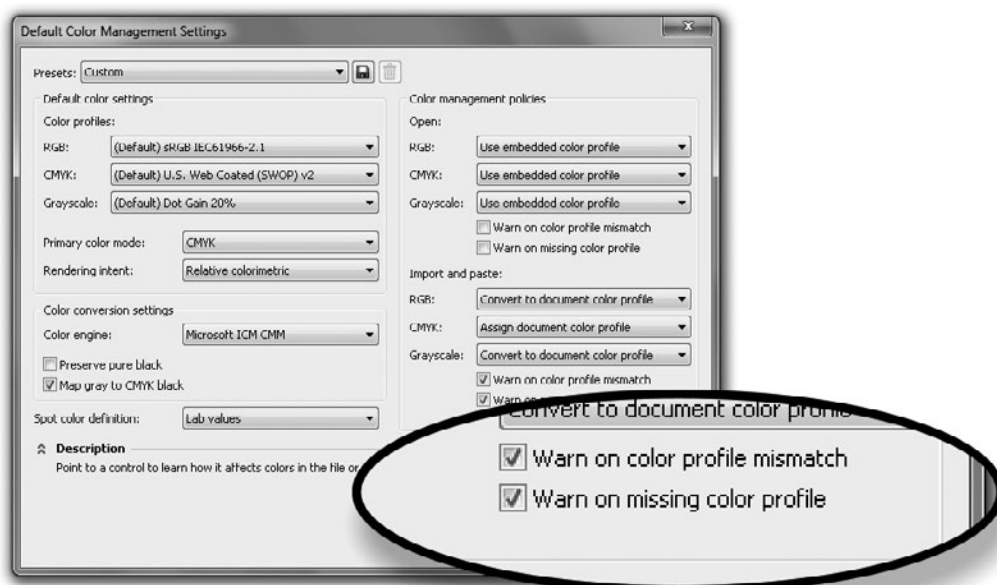 Default Color Management Settings
Presets: Custom
Default color settings
Color profiles:
RGB: (Default) sRGB IEC61966-2.1
CMYK: (Default) U.S. Web Coated (SWOP) v2
Grayscale: (Default) Dot Gain 20%
Primary color mode: CMYK
Rendering intent: Relative colorimetric
Color conversion settings
Color engine: Microsoft ICM CMM
Preserve pure black
Map gray to CMYK black
Spot color definition: Lab values
Description
Point to a control to learn how it affects colors in the file or
Color management policies
Open:
RGB: Use embedded color profile
CMYK: Use embedded color profile
Grayscale: Use embedded color profile
Warn on color profile mismatch
Warn on missing color profile
Import and paste:
RGB: Convert to document color profile
CMYK: Assign document color profile
Grayscale: Convert to document color profile
Warn on color profile mismatch
Warn on
Convert to document color profile
Warn on color profile mismatch
Warn on missing color profile